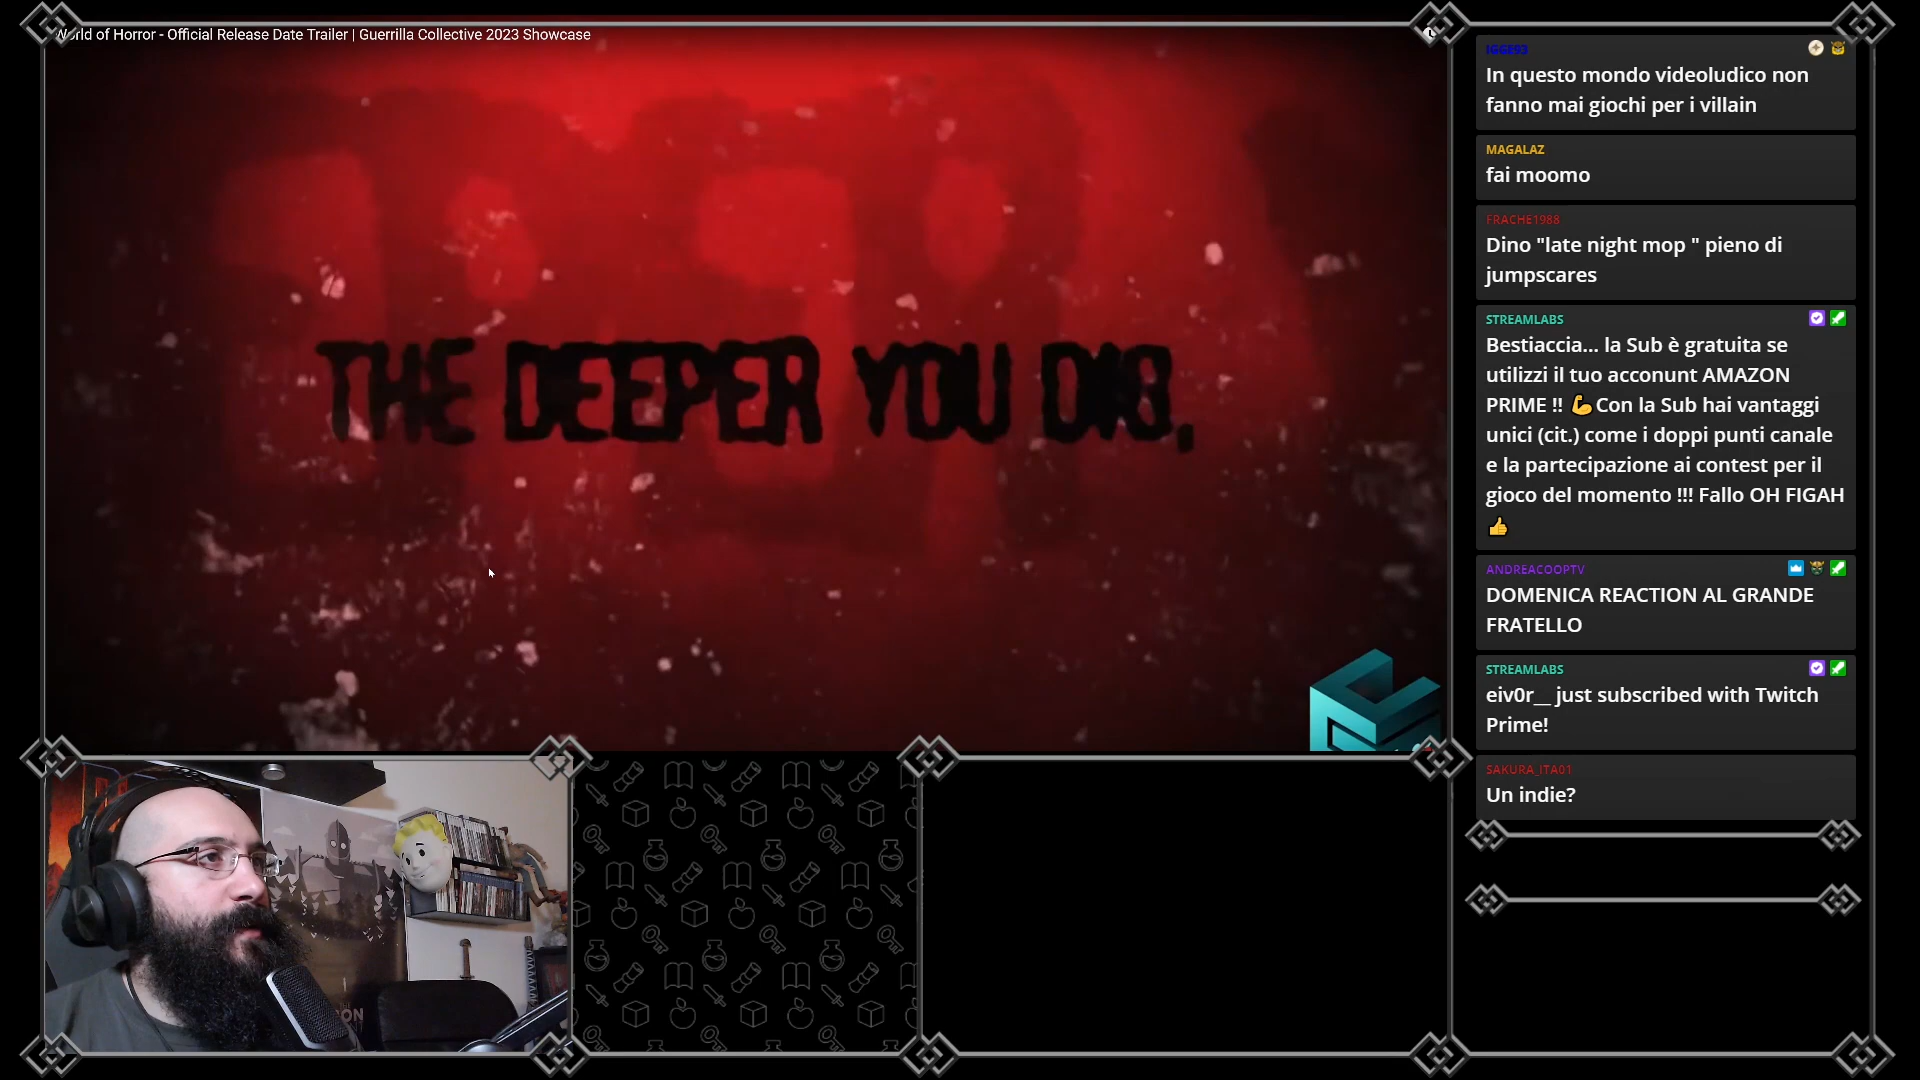 World of Horror - Official Release Date Trailer | Guerrilla Collective 2023 Showcase
THE DEEPER YOU DIG,
IGGE93
In questo mondo videoludico non
fanno mai giochi per i villain
MAGALAZ
fai moomo
FRACHE1988
Dino "late night mop " pieno di
jumpscares
STREAMLABS
Bestiaccia... la Sub è gratuita se
utilizzi il tuo acconunt AMAZON
PRIME !! 💪Con la Sub hai vantaggi
unici (cit.) come i doppi punti canale
e la partecipazione ai contest per il
gioco del momento !!! Fallo OH FIGAH
👍
ANDREACOOPTV
DOMENICA REACTION AL GRANDE
FRATELLO
STREAMLABS
eiv0r__ just subscribed with Twitch
Prime!
SAKURA_ITA01
Un indie?